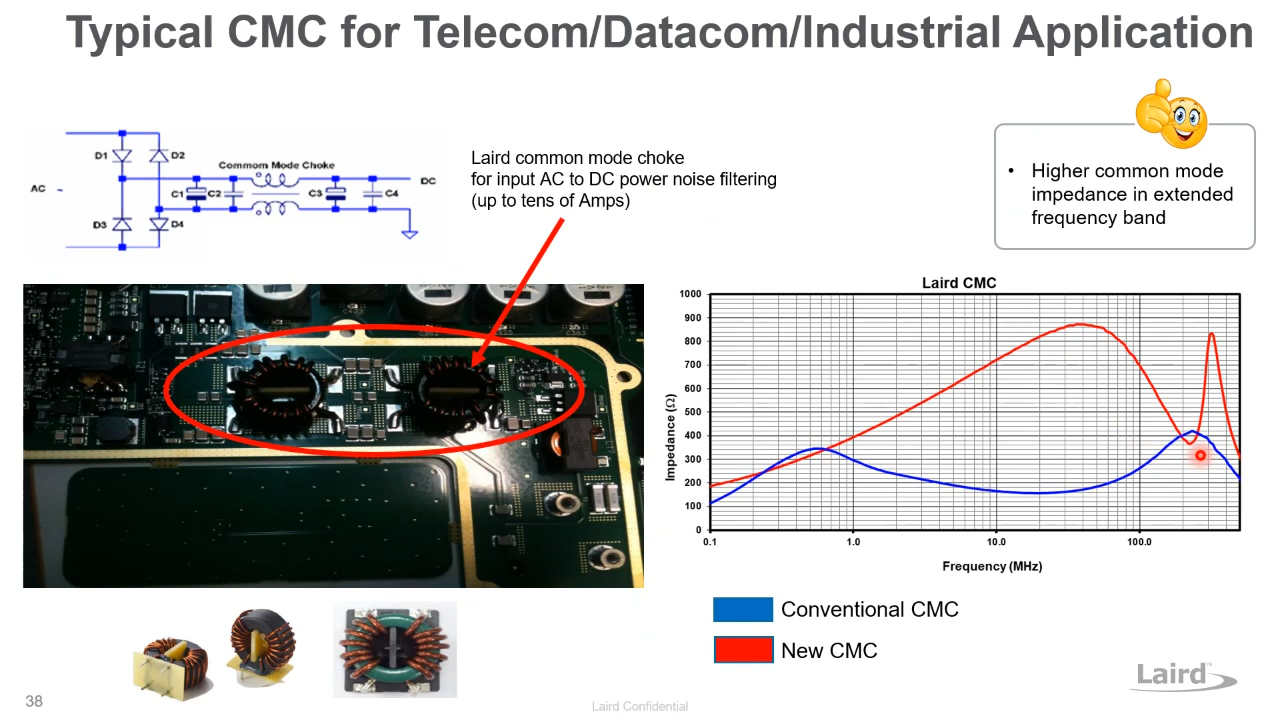 Typical CMC for Telecom/Datacom/Industrial Application
D1
D2
Common Mode Choke
AC ~
C1
C2
C3
C4
DC
D3
D4
Laird common mode choke
for input AC to DC power noise filtering
(up to tens of Amps)
• Higher common mode
impedance in extended
frequency band
Laird CMC
1000
900
800
700
600
500
400
300
200
100
0
Impedance (Ω)
0.1
1.0
10.0
100.0
Frequency (MHz)
Conventional CMC
New CMC
Laird™
38
Laird Confidential